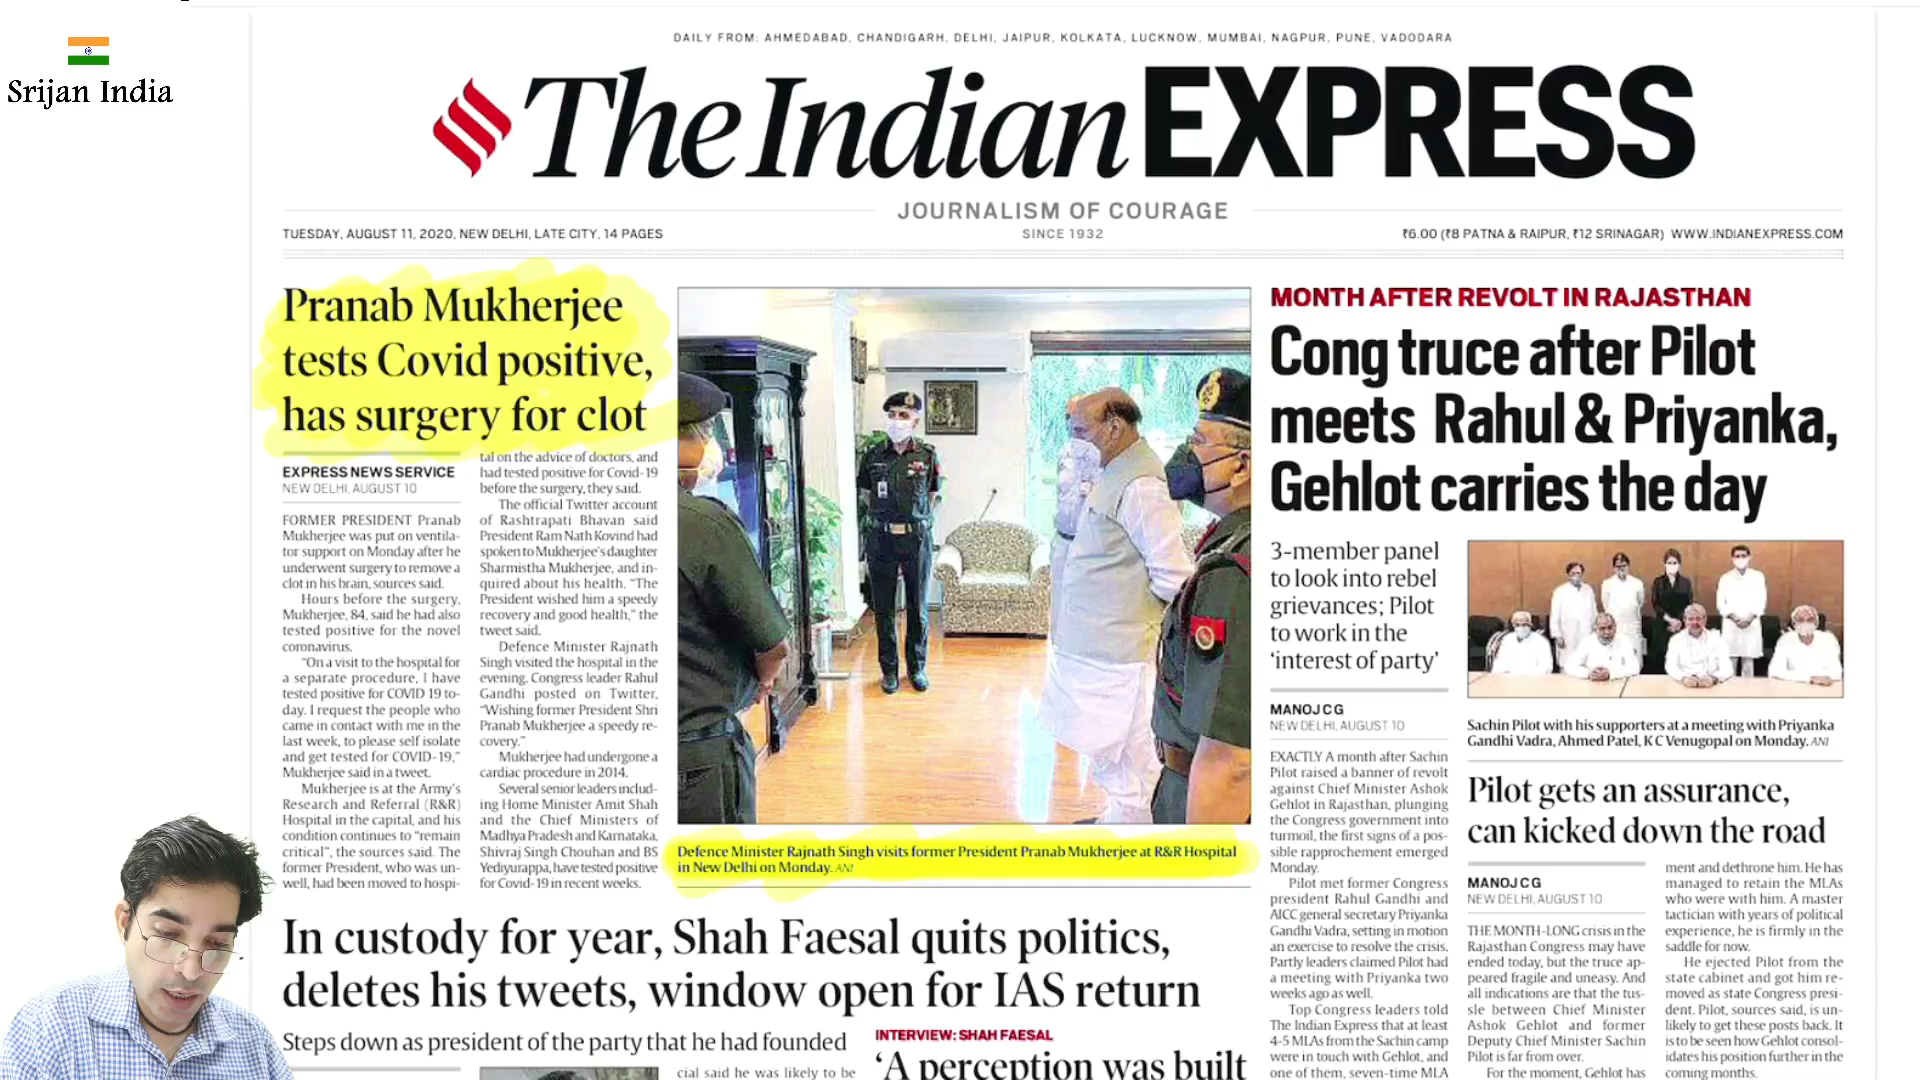 Srijan India
DAILY FROM: AHMEDABAD, CHANDIGARH, DELHI, JAIPUR, KOLKATA, LUCKNOW, MUMBAI, NAGPUR, PUNE, VADODARA
The Indian EXPRESS
JOURNALISM OF COURAGE
TUESDAY, AUGUST 11, 2020, NEW DELHI, LATE CITY, 14 PAGES
SINCE 1932
₹6.00 (₹8 PATNA & RAIPUR, ₹12 SRINAGAR) WWW.INDIANEXPRESS.COM
Pranab Mukherjee
tests Covid positive,
has surgery for clot
EXPRESS NEWS SERVICE
NEW DELHI, AUGUST 10
FORMER PRESIDENT Pranab
Mukherjee was put on ventila-
tor support on Monday after he
underwent surgery to remove a
clot in his brain, sources said.
Hours before the surgery,
Mukherjee, 84, said he had also
tested positive for the novel
coronavirus.
"On a visit to the hospital for
a separate procedure, I have
tested positive for COVID 19 to-
day. I request the people who
came in contact with me in the
last week, to please self isolate
and get tested for COVID-19,"
Mukherjee said in a tweet.
Mukherjee is at the Army's
Research and Referral (R&R)
Hospital in the capital, and his
condition continues to "remain
critical", the sources said. The
former President, who was un-
well, had been moved to hospi-
tal on the advice of doctors, and
had tested positive for Covid-19
before the surgery, they said.
The official Twitter account
of Rashtrapati Bhavan said
President Ram Nath Kovind had
spoken to Mukherjee's daughter
Sharmistha Mukherjee, and in-
quired about his health. "The
President wished him a speedy
recovery and good health," the
tweet said.
Defence Minister Rajnath
Singh visited the hospital in the
evening. Congress leader Rahul
Gandhi posted on Twitter,
"Wishing former President Shri
Pranab Mukherjee a speedy re-
covery."
Mukherjee had undergone a
cardiac procedure in 2014.
Several senior leaders includ-
ing Home Minister Amit Shah
and the Chief Ministers of
Madhya Pradesh and Karnataka,
Shivraj Singh Chouhan and BS
Yediyurappa, have tested positive
for Covid-19 in recent weeks.
Defence Minister Rajnath Singh visits former President Pranab Mukherjee at R&R Hospital
in New Delhi on Monday. ANI
MONTH AFTER REVOLT IN RAJASTHAN
Cong truce after Pilot
meets Rahul & Priyanka,
Gehlot carries the day
3-member panel
to look into rebel
grievances; Pilot
to work in the
'interest of party'
MANOJ C G
NEW DELHI, AUGUST 10
EXACTLY A month after Sachin
Pilot raised a banner of revolt
against Chief Minister Ashok
Gehlot in Rajasthan, plunging
the Congress government into
turmoil, the first signs of a pos-
sible rapprochement emerged
Monday.
Pilot met former Congress
president Rahul Gandhi and
AICC general secretary Priyanka
Gandhi Vadra, setting in motion
an exercise to resolve the crisis.
Partly leaders claimed Pilot had
a meeting with Priyanka two
weeks ago as well.
Top Congress leaders told
The Indian Express that at least
4-5 MLAs from the Sachin camp
were in touch with Gehlot, and
one of them, seven-time MLA
Sachin Pilot with his supporters at a meeting with Priyanka
Gandhi Vadra, Ahmed Patel, K C Venugopal on Monday. ANI
Pilot gets an assurance,
can kicked down the road
MANOJ C G
NEW DELHI, AUGUST 10
THE MONTH-LONG crisis in the
Rajasthan Congress may have
ended today, but the truce ap-
peared fragile and uneasy. And
all indications are that the tus-
sle between Chief Minister
Ashok Gehlot and former
Deputy Chief Minister Sachin
Pilot is far from over.
For the moment, Gehlot has
ment and dethrone him. He has
managed to retain the MLAs
who were with him. A master
tactician with years of political
experience, he is firmly in the
saddle for now.
He ejected Pilot from the
state cabinet and got him re-
moved as state Congress presi-
dent. Pilot, sources said, is un-
likely to get these posts back. It
is to be seen how Gehlot consol-
idates his position further in the
coming months.
In custody for year, Shah Faesal quits politics,
deletes his tweets, window open for IAS return
Steps down as president of the party that he had founded
cial said he was likely to be
INTERVIEW: SHAH FAESAL
'A perception was built